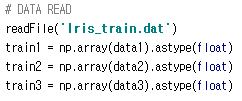 # DATA READ
readFile('Iris_train.dat')
train1 = np.array(data1).astype(float)
train2 = np.array(data2).astype(float)
train3 = np.array(data3).astype(float)